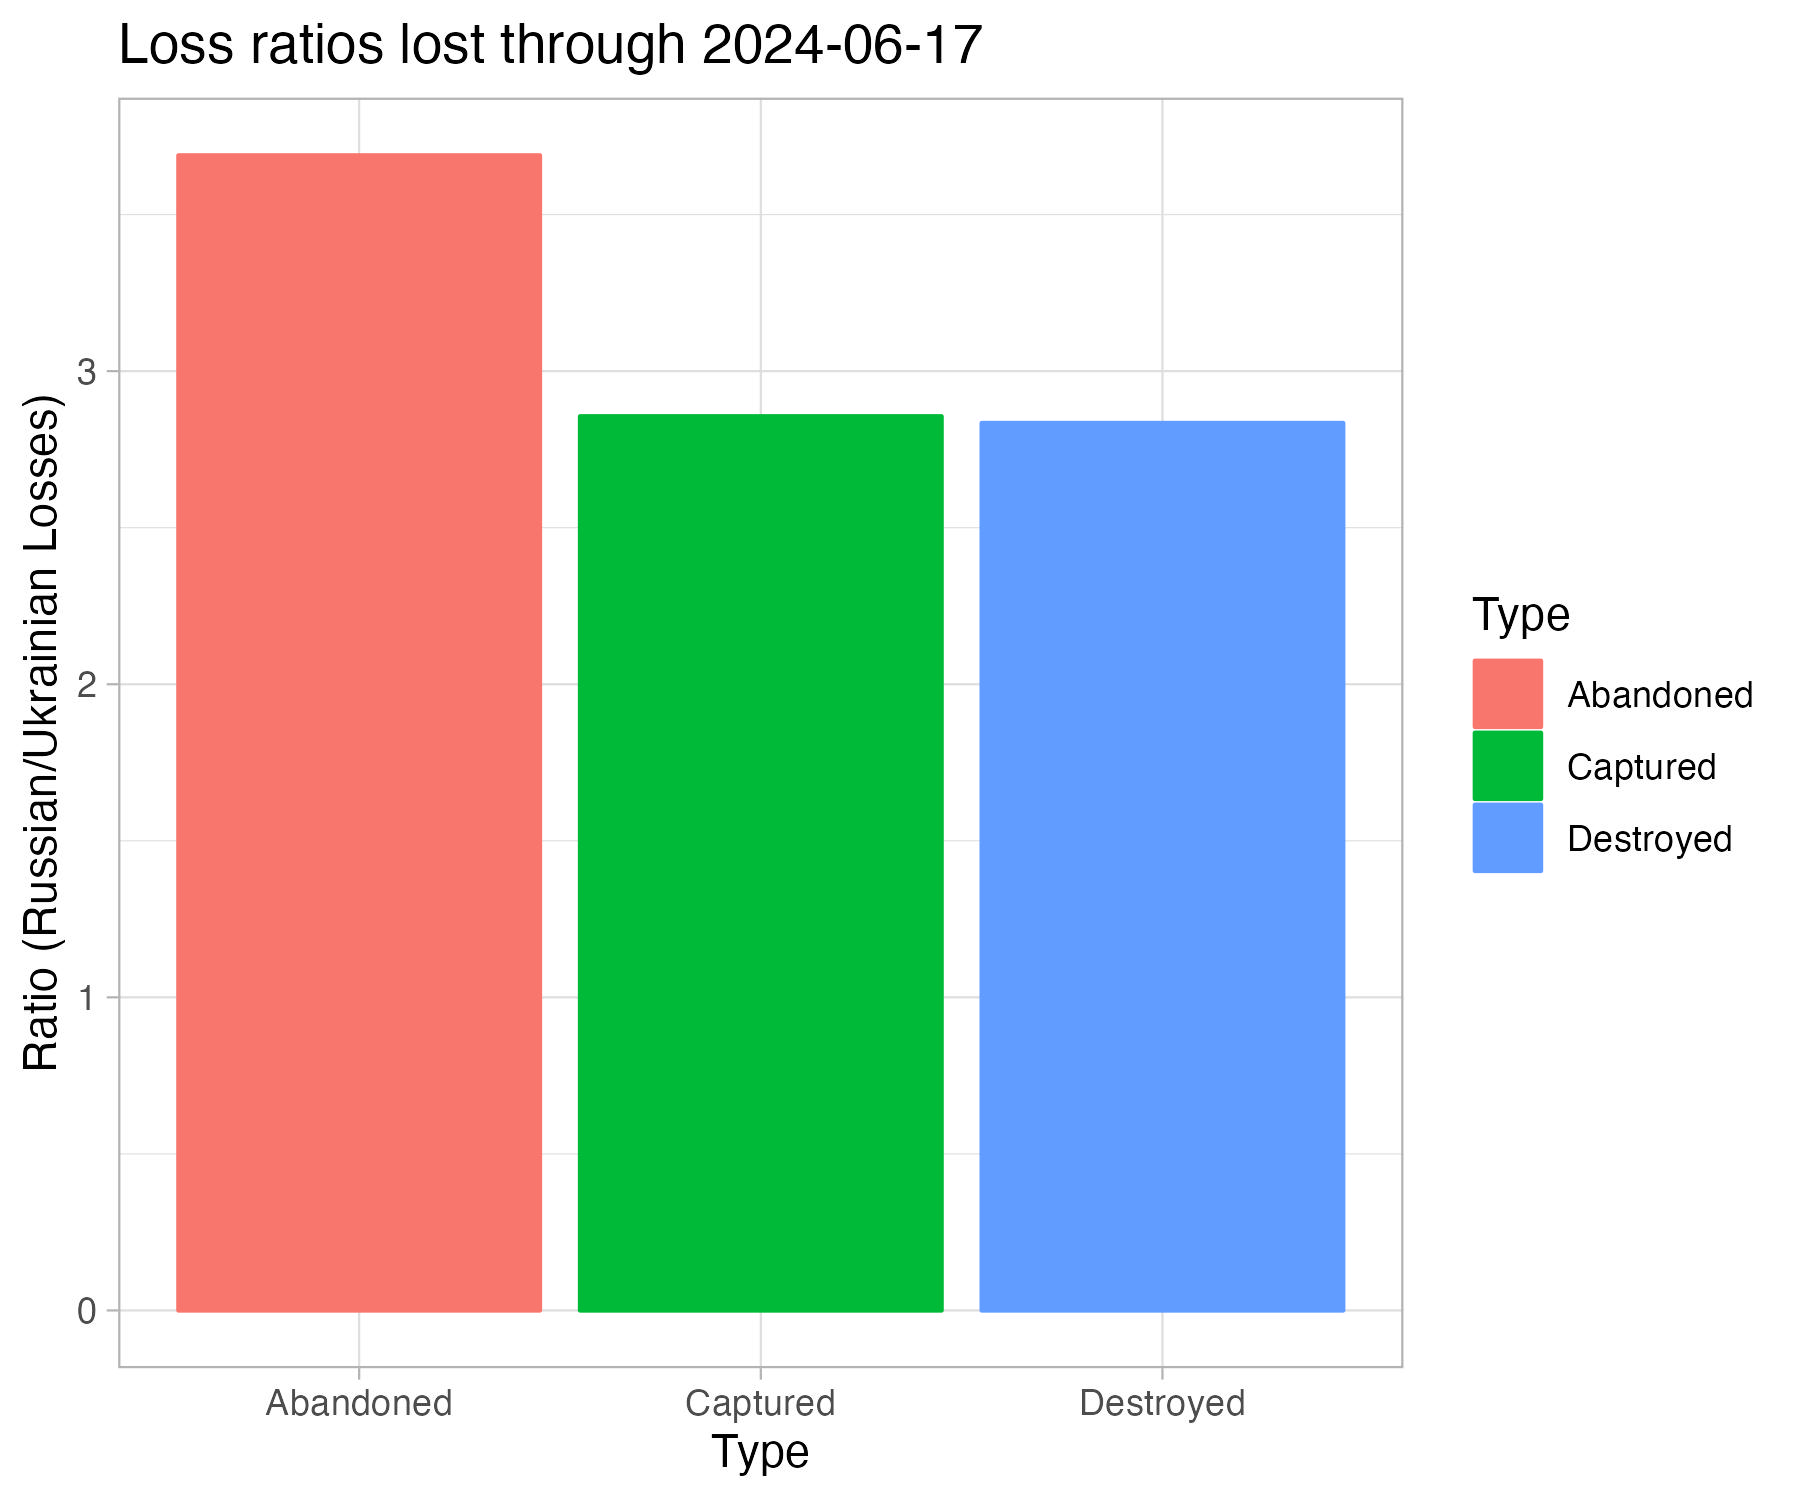 Loss ratios lost through 2024-06-17
Ratio (Russian/Ukrainian Losses)
3
2
1
0
Abandoned
Captured
Destroyed
Type
Type
Abandoned
Captured
Destroyed